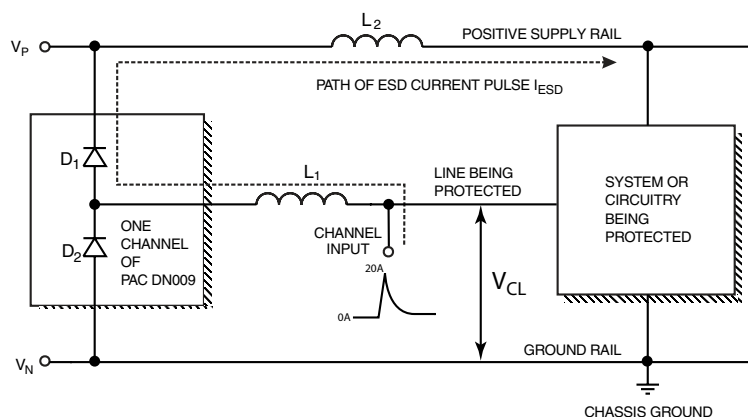 L2
POSITIVE SUPPLY RAIL
VP
PATH OF ESD CURRENT PULSE IESD
D1
L1
LINE BEING
PROTECTED
SYSTEM OR
CIRCUITRY
BEING
PROTECTED
ONE
CHANNEL
OF
PAC DN009
D2
CHANNEL
INPUT
20A
0A
VCL
VN
GROUND RAIL
CHASSIS GROUND